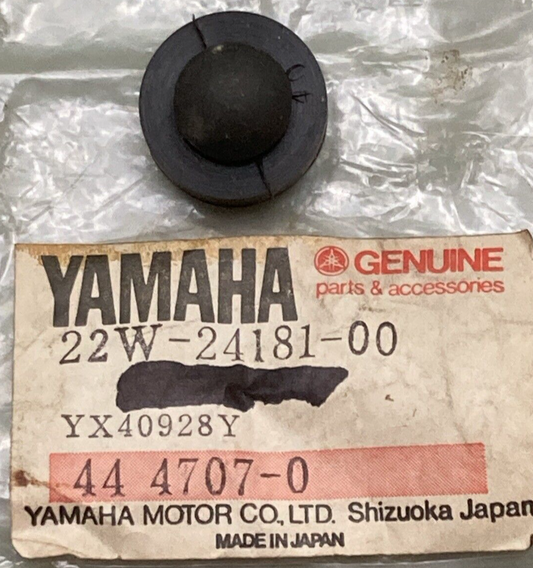 YAMAHA
GENUINE
parts & accessories
22W-24181-00
YX40928Y
44 4707-0
YAMAHA MOTOR CO., LTD. Shizuoka Japan
MADE IN JAPAN